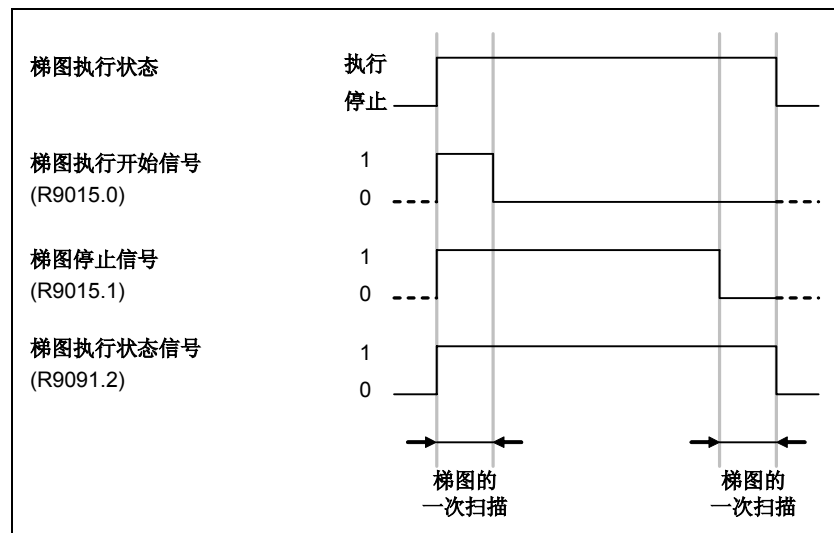 梯图执行状态
执行
停止
梯图执行开始信号
(R9015.0)
1
0
梯图停止信号
(R9015.1)
1
0
梯图执行状态信号
(R9091.2)
1
0
梯图的
一次扫描
梯图的
一次扫描